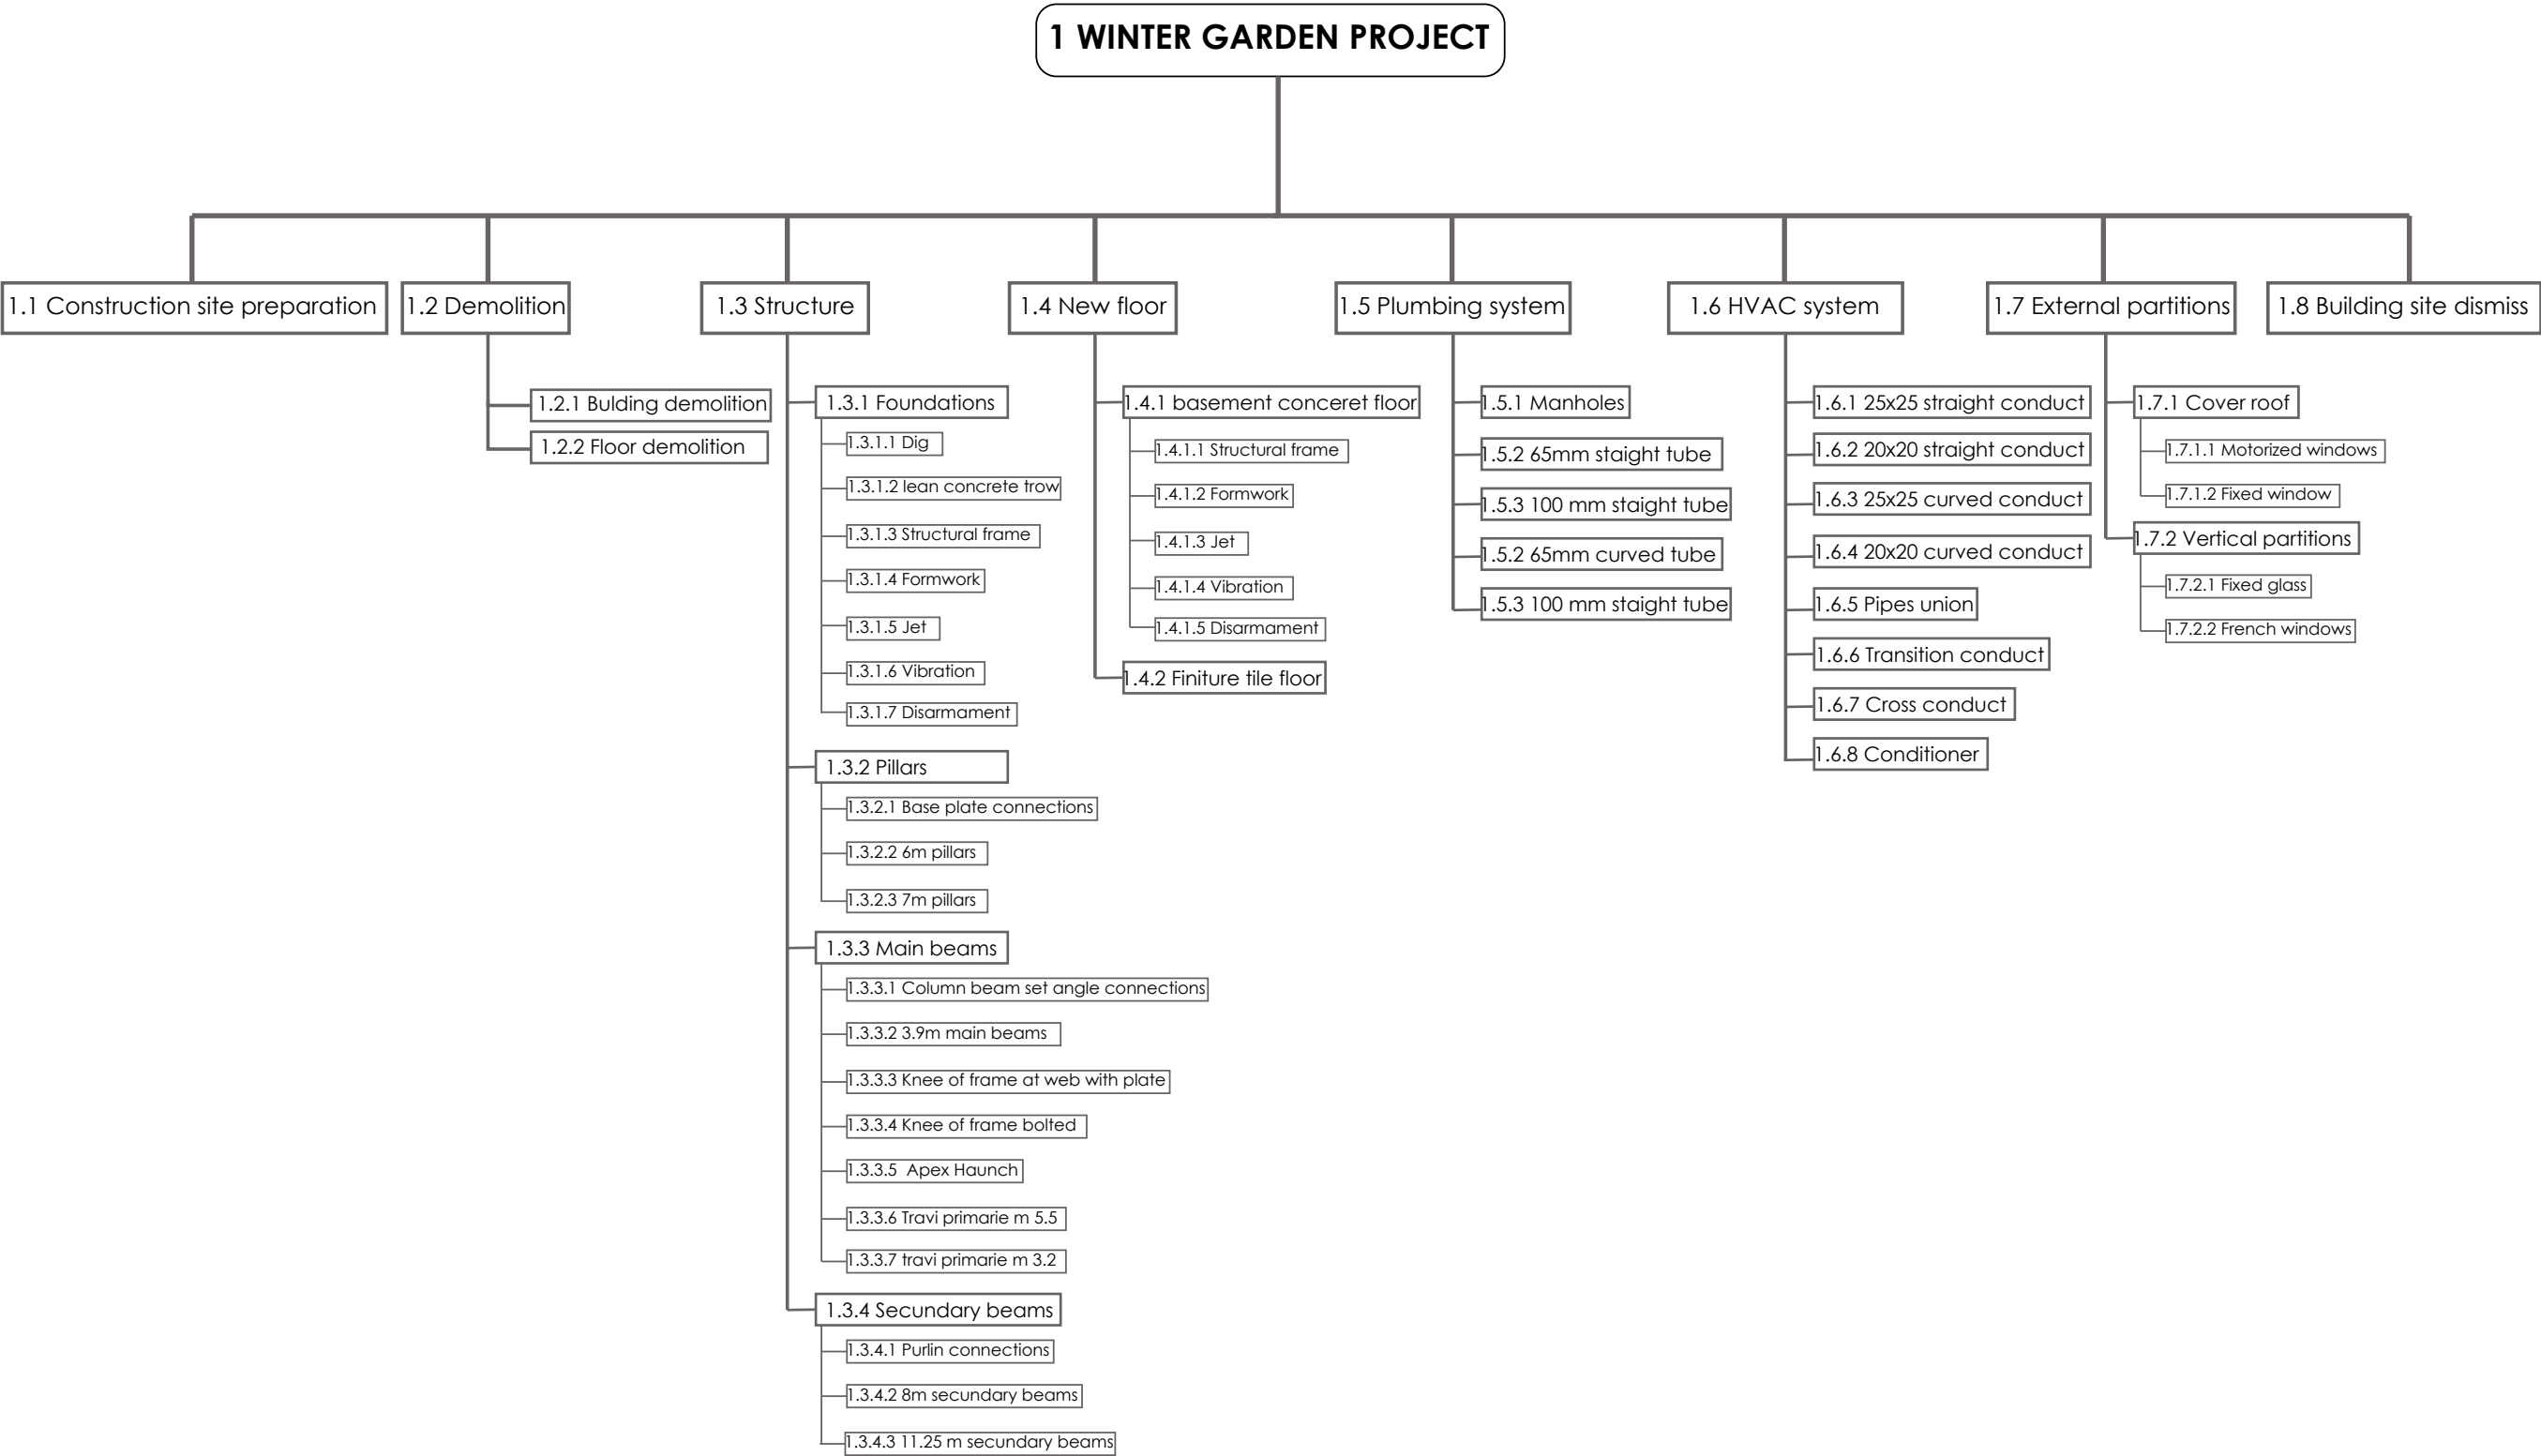 1 WINTER GARDEN PROJECT
1.1 Construction site preparation
1.2 Demolition
1.2.1 Bulding demolition
1.2.2 Floor demolition
1.3 Structure
1.3.1 Foundations
1.3.1.1 Dig
1.3.1.2 lean concrete trow
1.3.1.3 Structural frame
1.3.1.4 Formwork
1.3.1.5 Jet
1.3.1.6 Vibration
1.3.1.7 Disarmament
1.3.2 Pillars
1.3.2.1 Base plate connections
1.3.2.2 6m pillars
1.3.2.3 7m pillars
1.3.3 Main beams
1.3.3.1 Column beam set angle connections
1.3.3.2 3.9m main beams
1.3.3.3 Knee of frame at web with plate
1.3.3.4 Knee of frame bolted
1.3.3.5 Apex Haunch
1.3.3.6 Travi primarie m 5.5
1.3.3.7 travi primarie m 3.2
1.3.4 Secundary beams
1.3.4.1 Purlin connections
1.3.4.2 8m secundary beams
1.3.4.3 11.25 m secundary beams
1.4 New floor
1.4.1 basement conceret floor
1.4.1.1 Structural frame
1.4.1.2 Formwork
1.4.1.3 Jet
1.4.1.4 Vibration
1.4.1.5 Disarmament
1.4.2 Finiture tile floor
1.5 Plumbing system
1.5.1 Manholes
1.5.2 65mm staight tube
1.5.3 100 mm staight tube
1.5.2 65mm curved tube
1.5.3 100 mm staight tube
1.6 HVAC system
1.6.1 25x25 straight conduct
1.6.2 20x20 straight conduct
1.6.3 25x25 curved conduct
1.6.4 20x20 curved conduct
1.6.5 Pipes union
1.6.6 Transition conduct
1.6.7 Cross conduct
1.6.8 Conditioner
1.7 External partitions
1.7.1 Cover roof
1.7.1.1 Motorized windows
1.7.1.2 Fixed window
1.7.2 Vertical partitions
1.7.2.1 Fixed glass
1.7.2.2 French windows
1.8 Building site dismiss